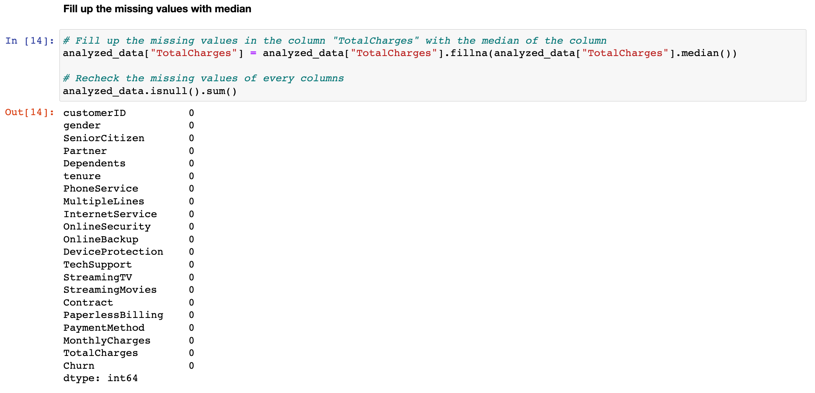 Fill up the missing values with median
In [14]: # Fill up the missing values in the column "TotalCharges" with the median of the column
analyzed_data["TotalCharges"] = analyzed_data["TotalCharges"].fillna(analyzed_data["TotalCharges"].median())
# Recheck the missing values of every columns
analyzed_data.isnull().sum()
Out[14]: customerID 0
gender 0
SeniorCitizen 0
Partner 0
Dependents 0
tenure 0
PhoneService 0
MultipleLines 0
InternetService 0
OnlineSecurity 0
OnlineBackup 0
DeviceProtection 0
TechSupport 0
StreamingTV 0
StreamingMovies 0
Contract 0
PaperlessBilling 0
PaymentMethod 0
MonthlyCharges 0
TotalCharges 0
Churn 0
dtype: int64